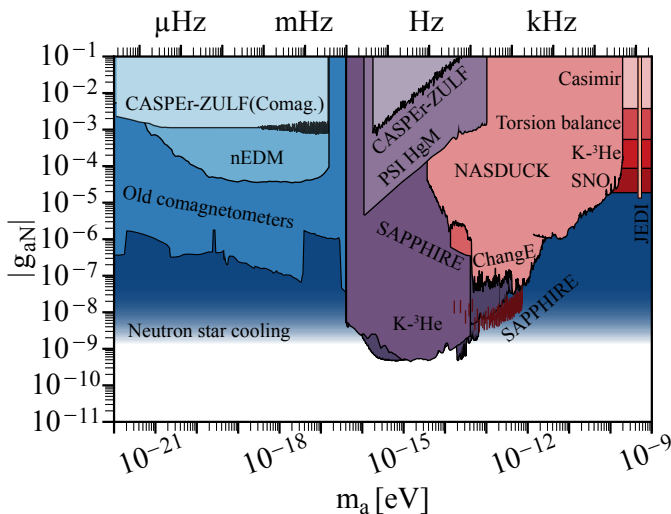 μHz mHz Hz kHz
10⁻¹
10⁻²
10⁻³
10⁻⁴
10⁻⁵
10⁻⁶
10⁻⁷
10⁻⁸
10⁻⁹
10⁻¹⁰
10⁻¹¹
|g_aN|
CASPEr-ZULF(Comag.)
nEDM
Old comagnetometers
Neutron star cooling
CASPEr-ZULF
PSI HgM
SAPPHIRE
K-³He
NASDUCK
ChangE
SAPPHIRE
Casimir
Torsion balance
K-³He
SNO
JEDI
10⁻²¹ 10⁻¹⁸ 10⁻¹⁵ 10⁻¹² 10⁻⁹
m_a [eV]